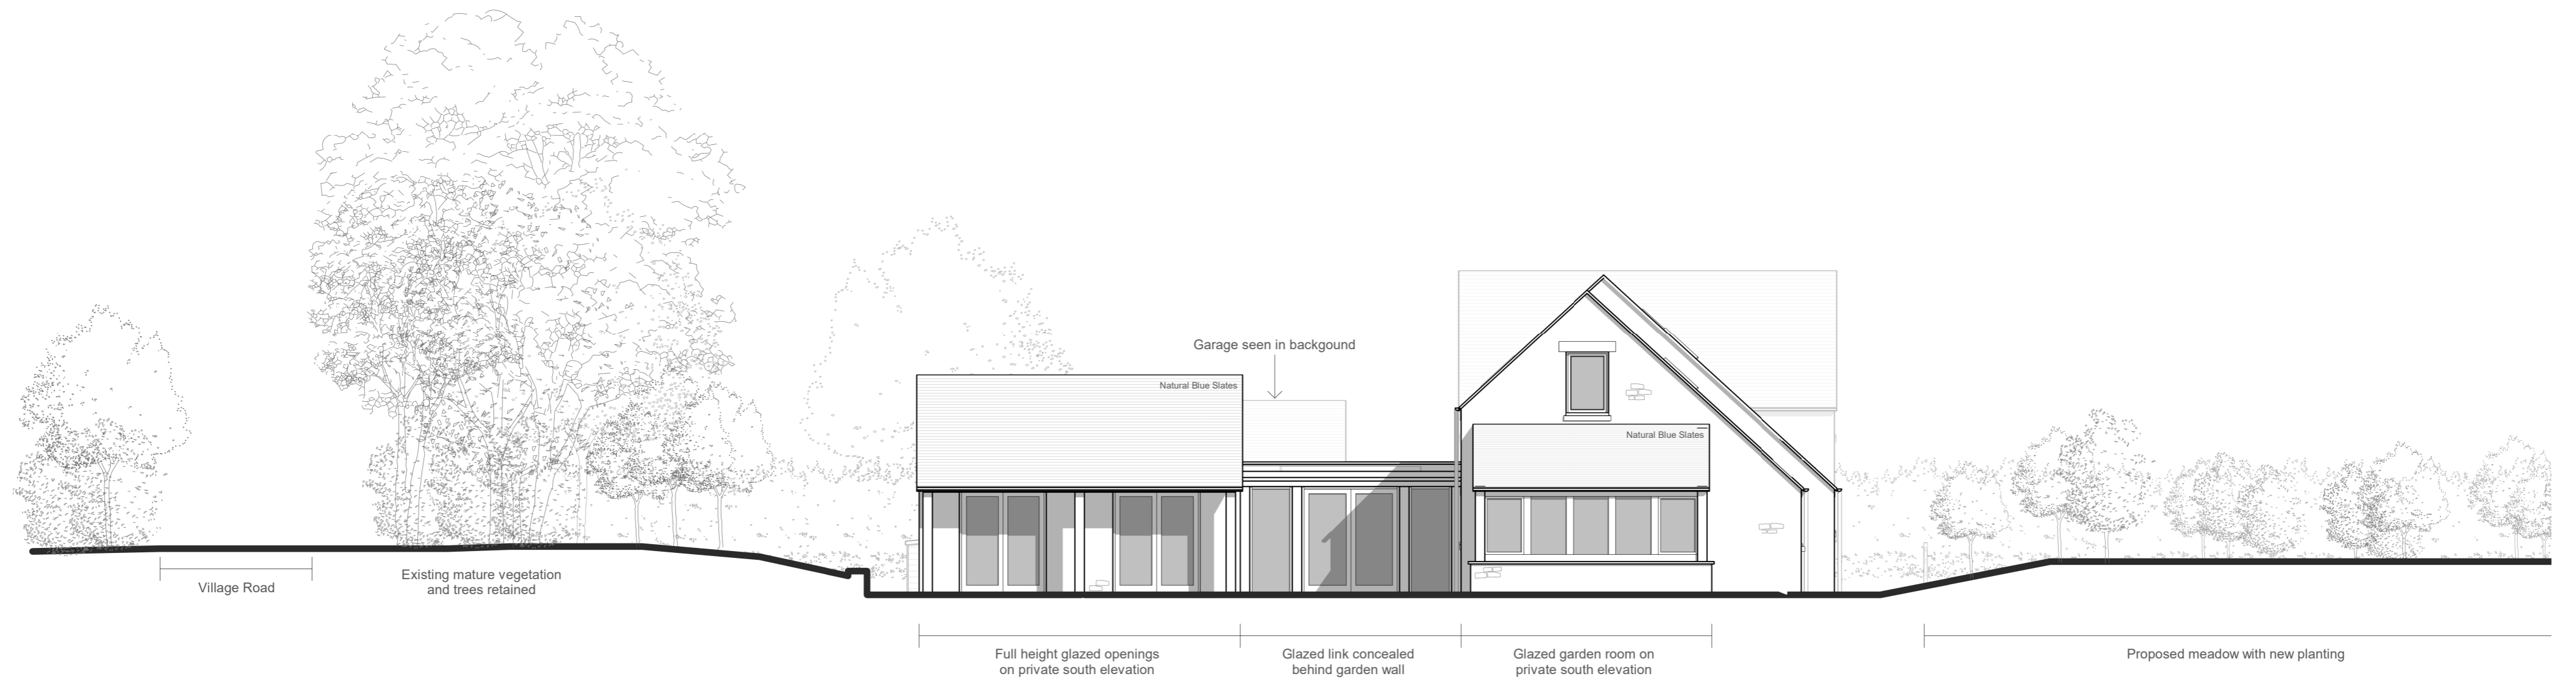 Garage seen in backgound
Natural Blue Slates
Natural Blue Slates
Village Road
Existing mature vegetation
and trees retained
Full height glazed openings
on private south elevation
Glazed link concealed
behind garden wall
Glazed garden room on
private south elevation
Proposed meadow with new planting